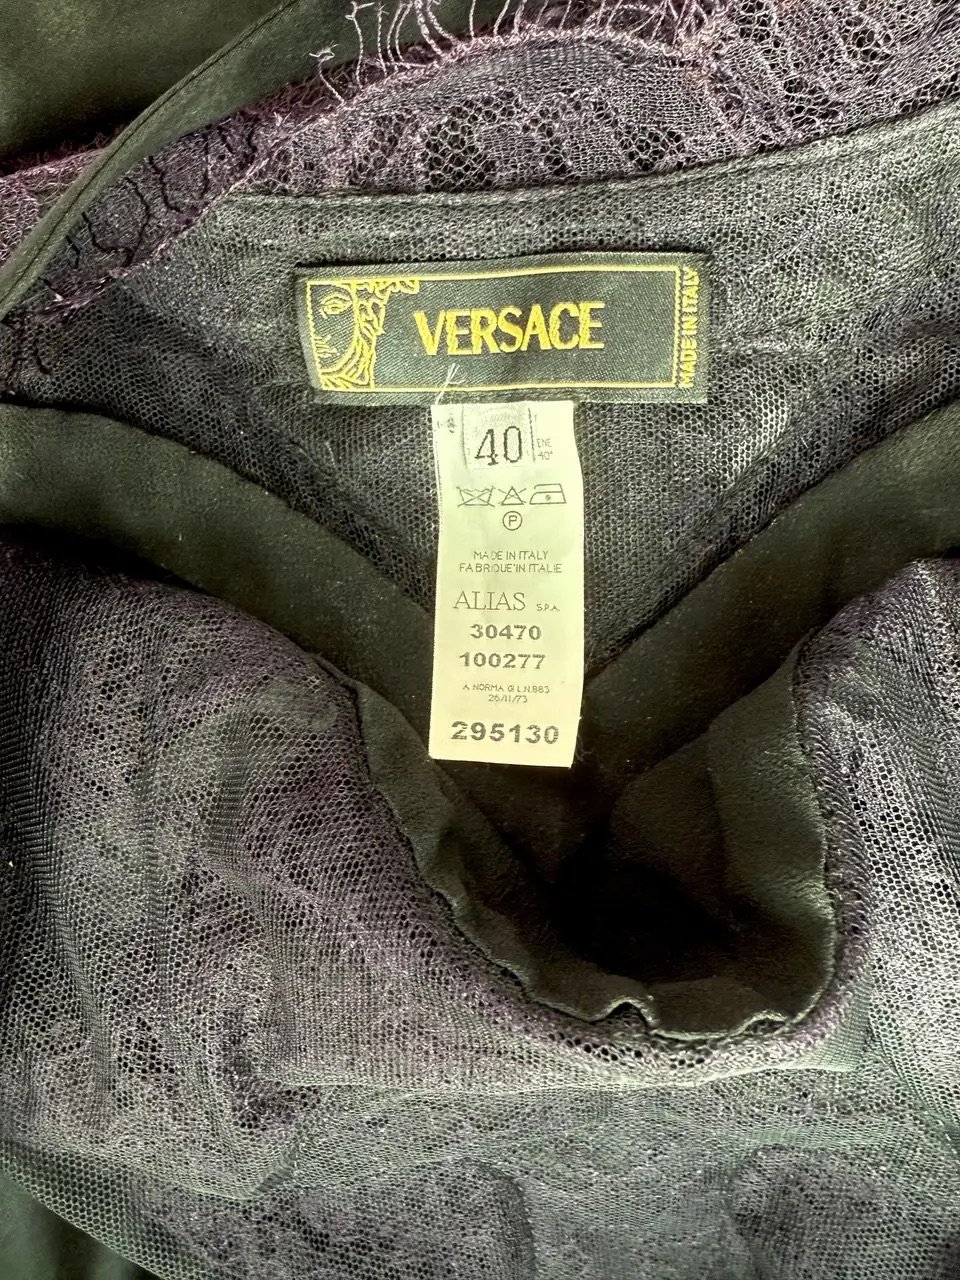 VERSACE
MADE IN ITALY
40
40°
P
MADE IN ITALY
FABRIQUE'IN ITALIE
ALIAS S.P.A.
30470
100277
A NORMA DI L.N.883
26/11/73
295130